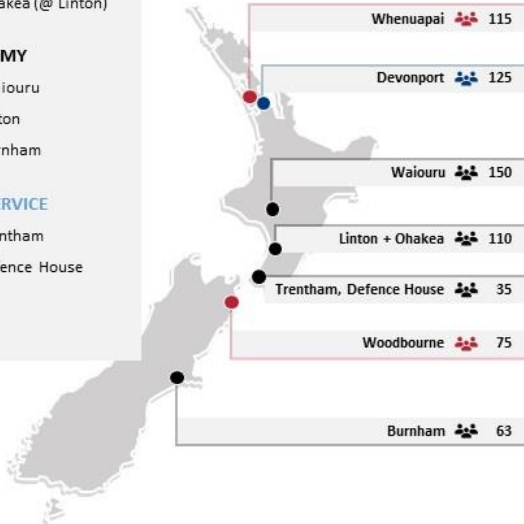 akea (@ Linton)
MY
iouru
ton
nham
RVICE
ntham
ence House
Whenuapai 115
Devonport 125
Waiouru 150
Linton + Ohakea 110
Trentham, Defence House 35
Woodbourne 75
Burnham 63